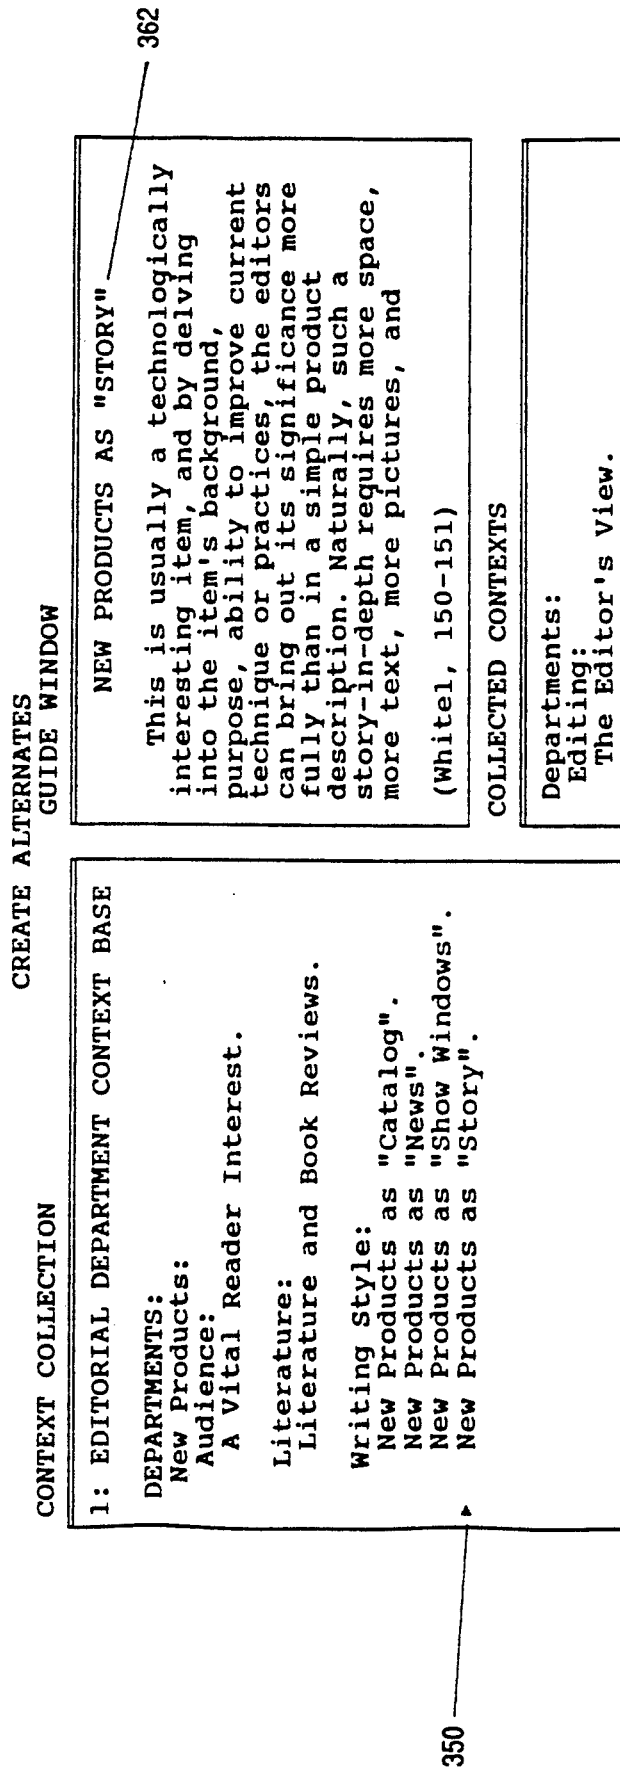 CREATE ALTERNATES
CONTEXT COLLECTION
1: EDITORIAL DEPARTMENT CONTEXT BASE
DEPARTMENTS:
New Products:
Audience:
A Vital Reader Interest.
Literature:
Literature and Book Reviews.
Writing Style:
New Products as "Catalog".
New Products as "News".
New Products as "Show Windows".
New Products as "Story".
350
GUIDE WINDOW
NEW PRODUCTS AS "STORY"
362
This is usually a technologically
interesting item, and by delving
into the item's background,
purpose, ability to improve current
technique or practices, the editors
can bring out its significance more
fully than in a simple product
description. Naturally, such a
story-in-depth requires more space,
more text, more pictures, and
(Whitel, 150-151)
COLLECTED CONTEXTS
Departments:
Editing:
The Editor's View.